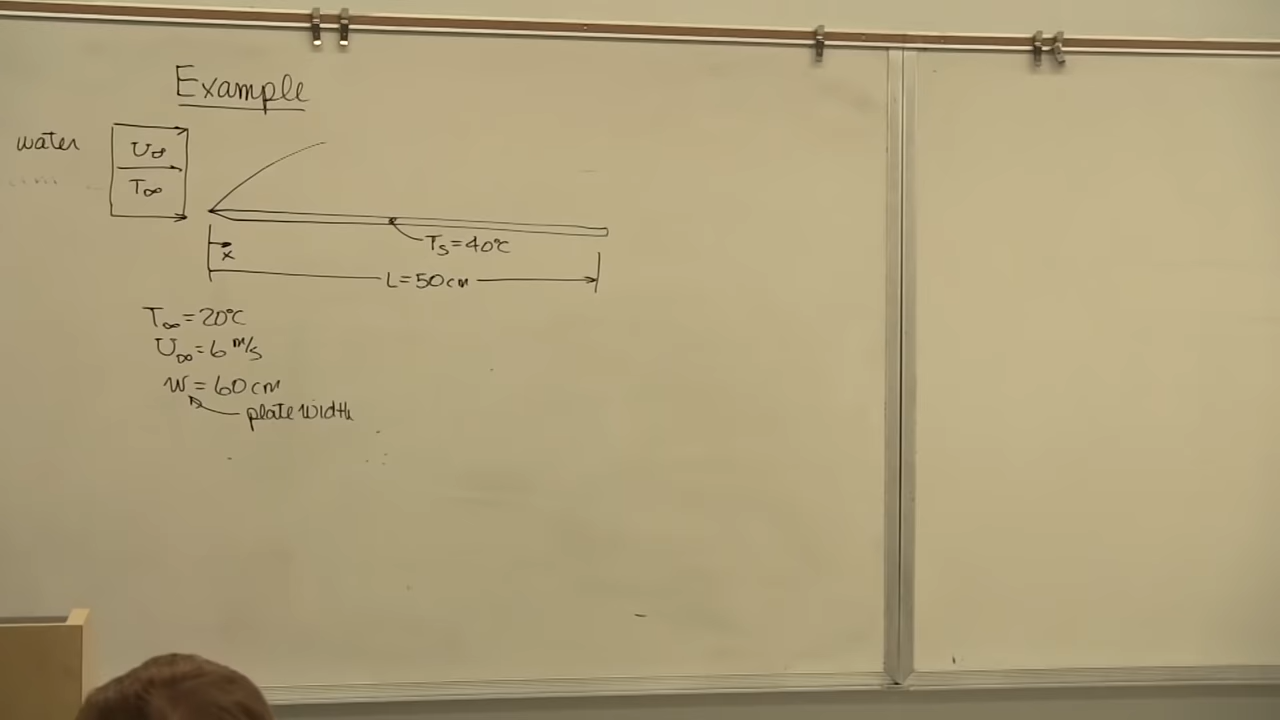 Example
water
U∞
T∞
Ts=40°C
x
L=50cm
T∞=20°C
U∞=6 m/s
w=60cm
plate width